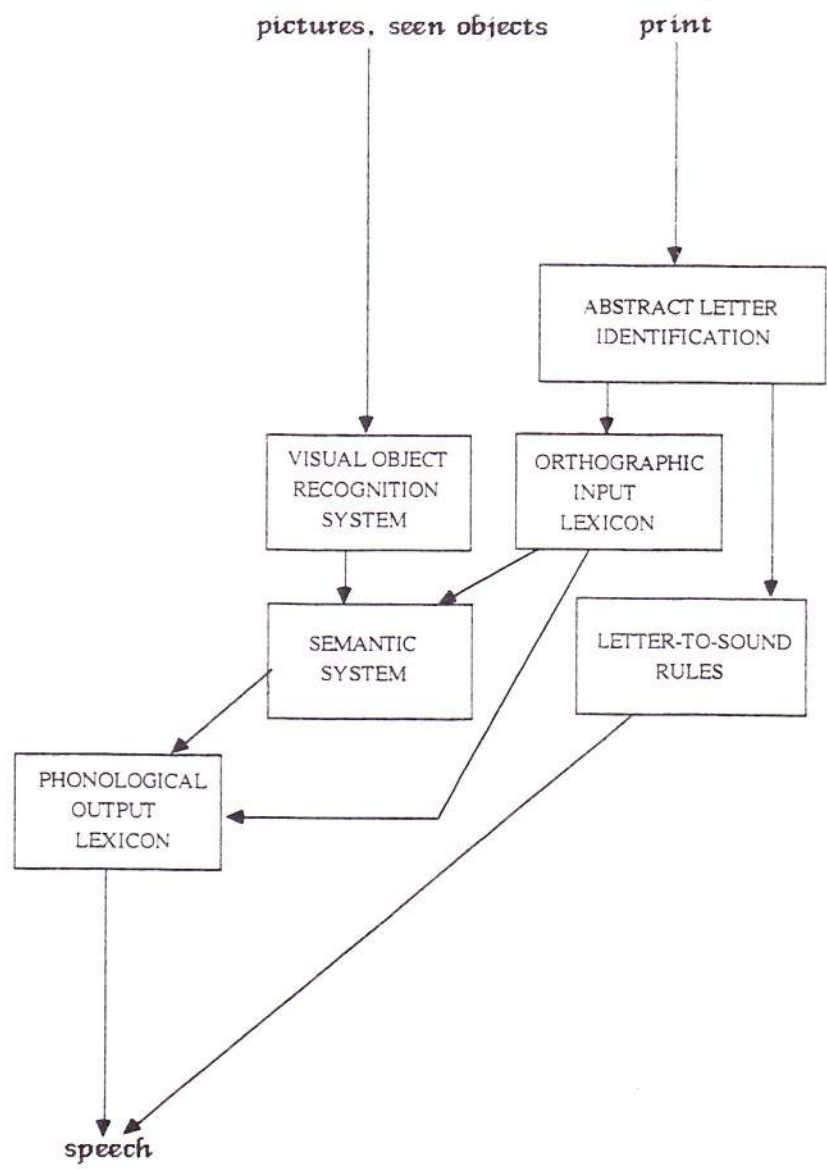 pictures, seen objects
print
ABSTRACT LETTER
IDENTIFICATION
VISUAL OBJECT
RECOGNITION
SYSTEM
ORTHOGRAPHIC
INPUT
LEXICON
SEMANTIC
SYSTEM
LETTER-TO-SOUND
RULES
PHONOLOGICAL
OUTPUT
LEXICON
speech